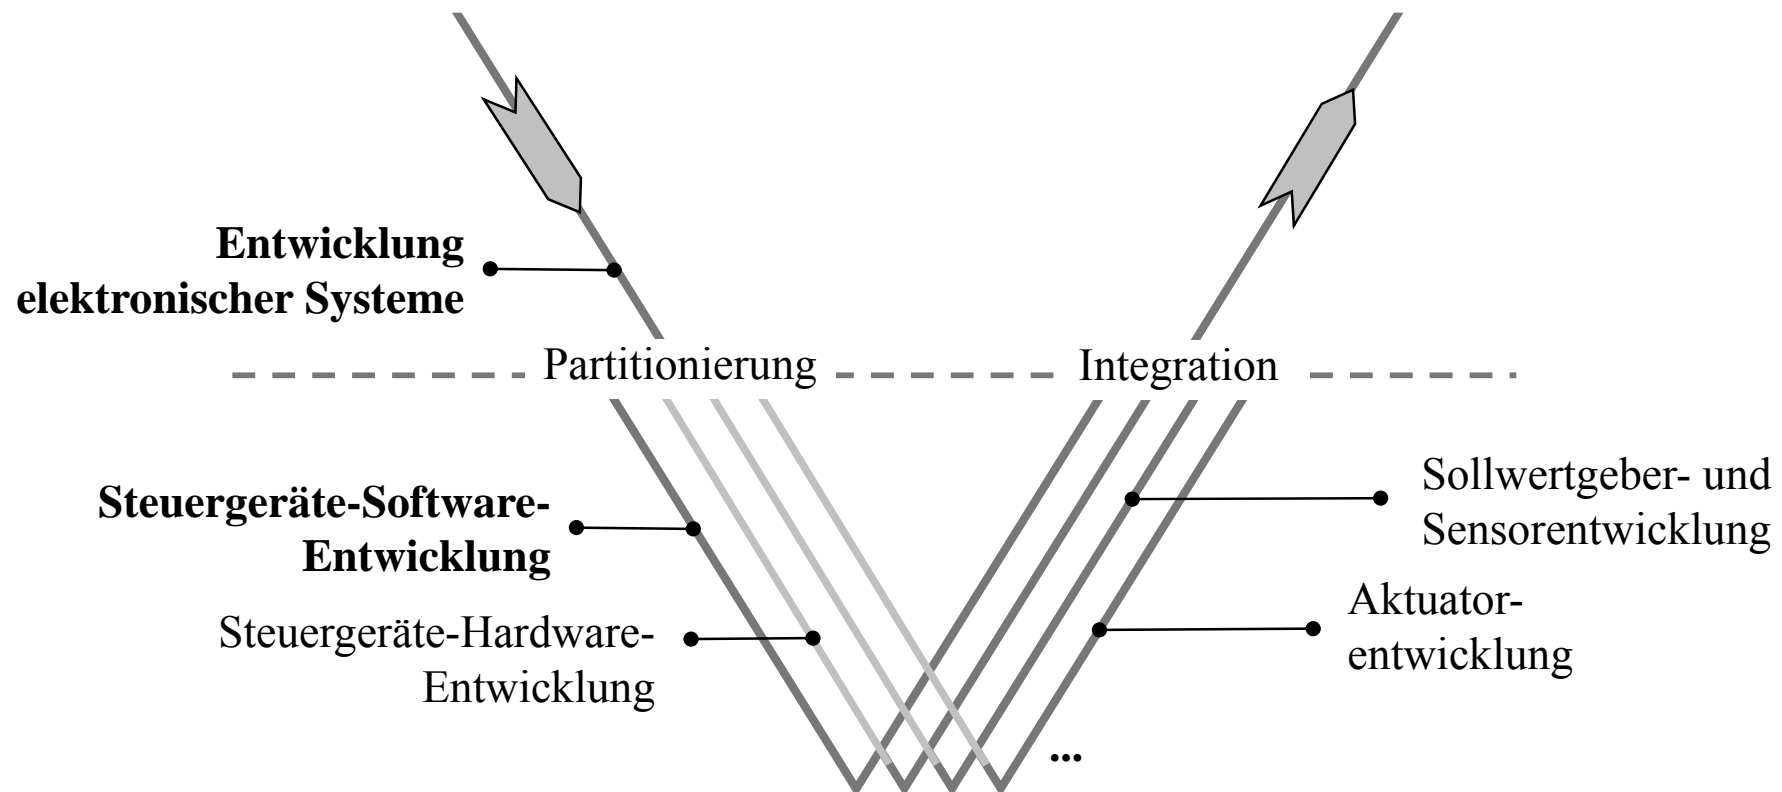 Entwicklung
elektronischer Systeme
Partitionierung
Integration
Steuergeräte-Software-
Entwicklung
Sollwertgeber- und
Sensorentwicklung
Steuergeräte-Hardware-
Entwicklung
Aktuator-
entwicklung
...